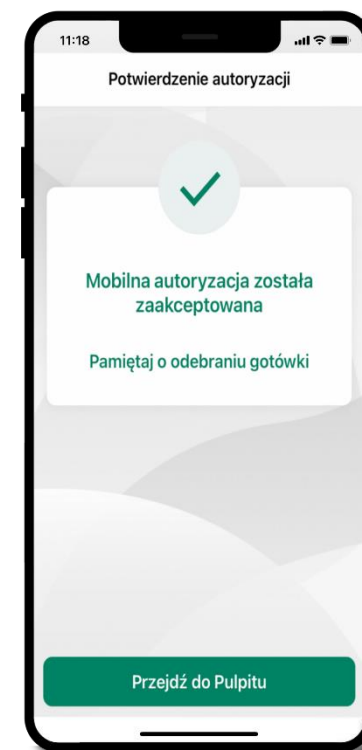 11:18
Potwierdzenie autoryzacji
Mobilna autoryzacja została
zaakceptowana
Pamiętaj o odebraniu gotówki
Przejdź do Pulpitu